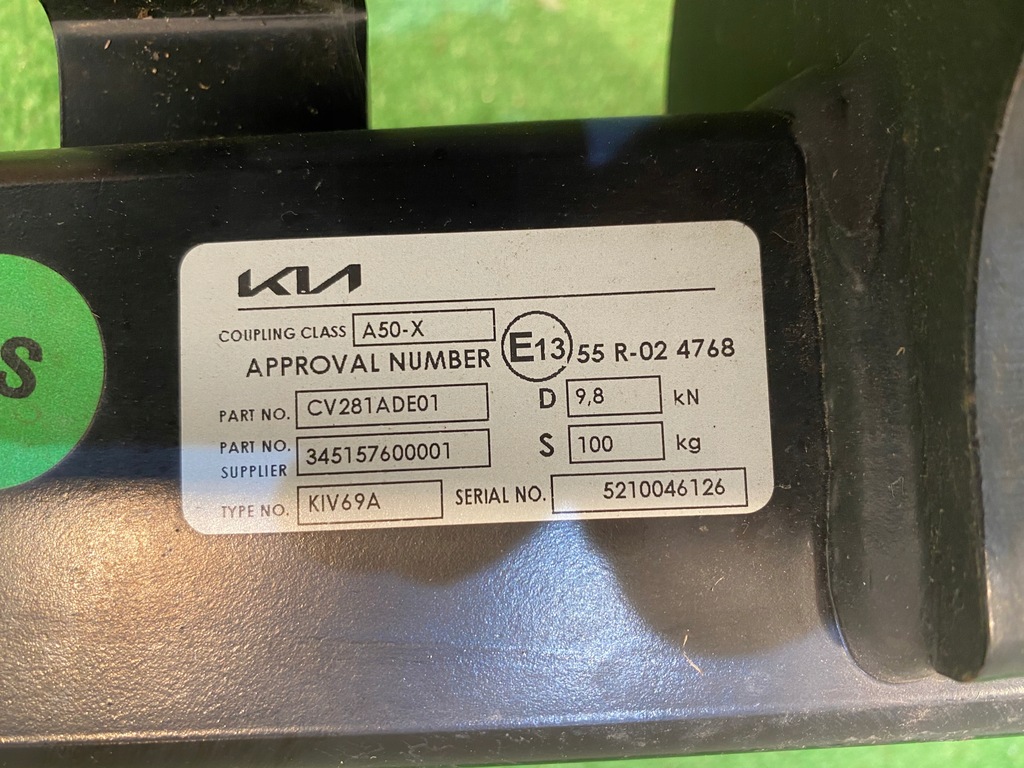 S
KIA
COUPLING CLASS A50-X
APPROVAL NUMBER E13 55 R-02 4768
PART NO. CV281ADE01 D 9,8 kN
PART NO. SUPPLIER 345157600001 S 100 kg
TYPE NO. KIV69A SERIAL NO. 5210046126